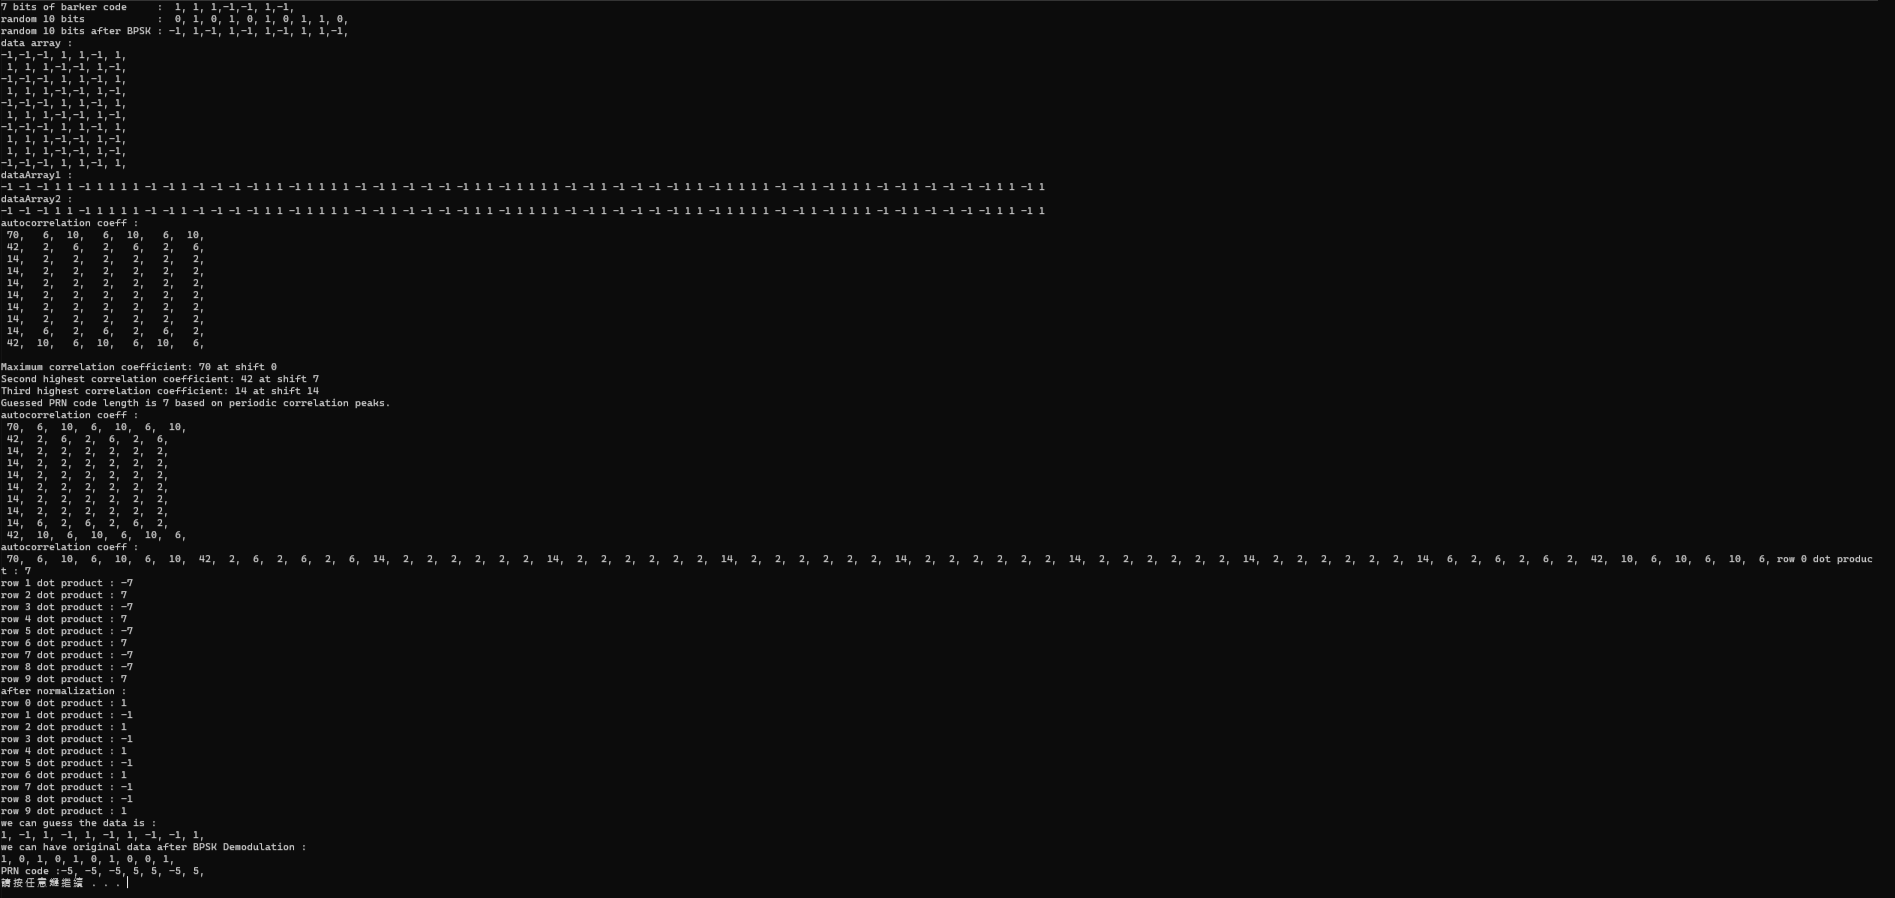 7 bits of barker code : 1, 1, 1,-1,-1, 1,-1,
random 10 bits : 0, 1, 0, 1, 0, 1, 0, 1, 1, 0,
random 10 bits after BPSK : -1, 1,-1, 1,-1, 1,-1, 1, 1,-1,
data array :
-1,-1,-1, 1, 1,-1, 1,
1, 1, 1,-1,-1, 1,-1,
-1,-1,-1, 1, 1,-1, 1,
1, 1, 1,-1,-1, 1,-1,
-1,-1,-1, 1, 1,-1, 1,
1, 1, 1,-1,-1, 1,-1,
-1,-1,-1, 1, 1,-1, 1,
1, 1, 1,-1,-1, 1,-1,
1, 1, 1,-1,-1, 1,-1,
-1,-1,-1, 1, 1,-1, 1,
dataArray1 :
-1 -1 -1 1 1 -1 1 1 1 1 -1 -1 1 -1 -1 -1 -1 1 1 -1 1 1 1 1 -1 -1 1 -1 -1 -1 -1 1 1 -1 1 1 1 1 -1 -1 1 -1 -1 -1 -1 1 1 -1 1 1 1 1 -1 -1 1 -1 1 1 1 -1 -1 1 -1 -1 -1 -1 1 1 -1 1
dataArray2 :
-1 -1 -1 1 1 -1 1 1 1 1 -1 -1 1 -1 -1 -1 -1 1 1 -1 1 1 1 1 -1 -1 1 -1 -1 -1 -1 1 1 -1 1 1 1 1 -1 -1 1 -1 -1 -1 -1 1 1 -1 1 1 1 1 -1 -1 1 -1 1 1 1 -1 -1 1 -1 -1 -1 -1 1 1 -1 1
autocorrelation coeff :
70, 6, 10, 6, 10, 6, 10,
42, 2, 6, 2, 6, 2, 6,
14, 2, 2, 2, 2, 2, 2,
14, 2, 2, 2, 2, 2, 2,
14, 2, 2, 2, 2, 2, 2,
14, 2, 2, 2, 2, 2, 2,
14, 2, 2, 2, 2, 2, 2,
14, 2, 2, 2, 2, 2, 2,
14, 6, 2, 6, 2, 6, 2,
42, 10, 6, 10, 6, 10, 6,
Maximum correlation coefficient: 70 at shift 0
Second highest correlation coefficient: 42 at shift 7
Third highest correlation coefficient: 14 at shift 14
Guessed PRN code length is 7 based on periodic correlation peaks.
autocorrelation coeff :
70, 6, 10, 6, 10, 6, 10,
42, 2, 6, 2, 6, 2, 6,
14, 2, 2, 2, 2, 2, 2,
14, 2, 2, 2, 2, 2, 2,
14, 2, 2, 2, 2, 2, 2,
14, 2, 2, 2, 2, 2, 2,
14, 2, 2, 2, 2, 2, 2,
14, 2, 2, 2, 2, 2, 2,
14, 6, 2, 6, 2, 6, 2,
42, 10, 6, 10, 6, 10, 6,
autocorrelation coeff :
70, 6, 10, 6, 10, 6, 10, 42, 2, 6, 2, 6, 2, 6, 14, 2, 2, 2, 2, 2, 2, 14, 2, 2, 2, 2, 2, 2, 14, 2, 2, 2, 2, 2, 2, 14, 2, 2, 2, 2, 2, 2, 14, 2, 2, 2, 2, 2, 2, 14, 2, 2, 2, 2, 2, 2, 14, 6, 2, 6, 2, 6, 2, 42, 10, 6, 10, 6, 10, 6, row 0 dot produc
t : 7
row 1 dot product : -7
row 2 dot product : 7
row 3 dot product : -7
row 4 dot product : 7
row 5 dot product : -7
row 6 dot product : 7
row 7 dot product : -7
row 8 dot product : -7
row 9 dot product : 7
after normalization :
row 0 dot product : 1
row 1 dot product : -1
row 2 dot product : 1
row 3 dot product : -1
row 4 dot product : 1
row 5 dot product : -1
row 6 dot product : 1
row 7 dot product : -1
row 8 dot product : -1
row 9 dot product : 1
we can guess the data is :
1, -1, 1, -1, 1, -1, 1, -1, -1, 1,
we can have original data after BPSK Demodulation :
1, 0, 1, 0, 1, 0, 1, 0, 0, 1,
PRN code :-5, -5, -5, 5, 5, -5, 5,
請按任意鍵繼續 . . .